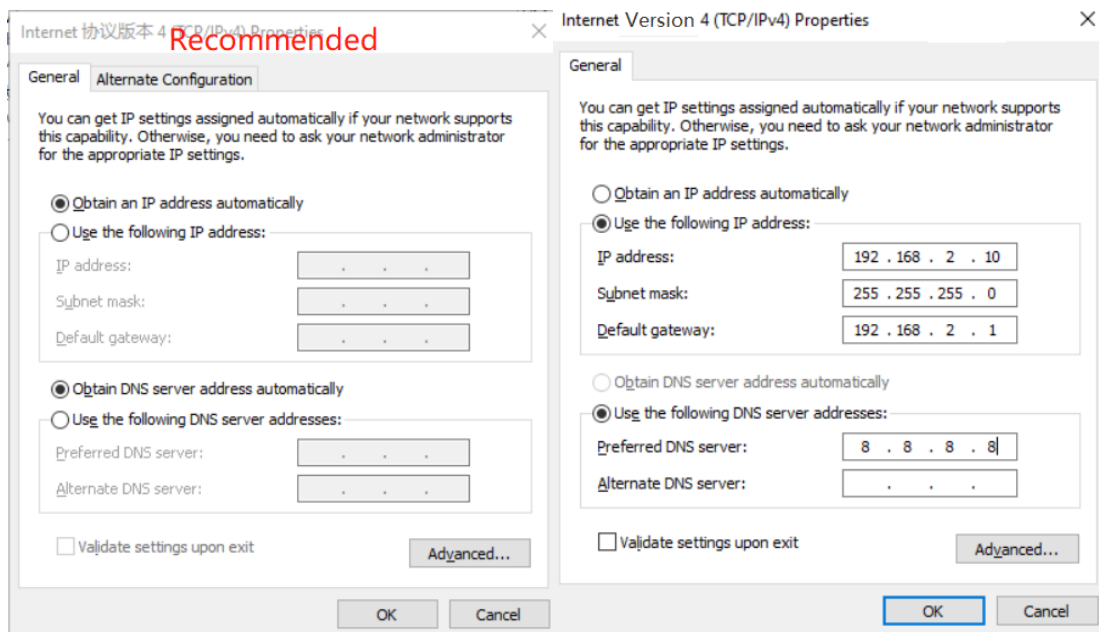 Internet 协议版本 4 (TCP/IPv4) Properties
Recommended
General
Alternate Configuration
You can get IP settings assigned automatically if your network supports
this capability. Otherwise, you need to ask your network administrator
for the appropriate IP settings.
Obtain an IP address automatically
Use the following IP address:
IP address:
. . .
Subnet mask:
. . .
Default gateway:
. . .
Obtain DNS server address automatically
Use the following DNS server addresses:
Preferred DNS server:
. . .
Alternate DNS server:
. . .
Validate settings upon exit
Advanced...
OK
Cancel
Internet Version 4 (TCP/IPv4) Properties
General
You can get IP settings assigned automatically if your network supports
this capability. Otherwise, you need to ask your network administrator
for the appropriate IP settings.
Obtain an IP address automatically
Use the following IP address:
IP address:
192 . 168 . 2 . 10
Subnet mask:
255 . 255 . 255 . 0
Default gateway:
192 . 168 . 2 . 1
Obtain DNS server address automatically
Use the following DNS server addresses:
Preferred DNS server:
8 . 8 . 8 . 8
Alternate DNS server:
. . .
Validate settings upon exit
Advanced...
OK
Cancel